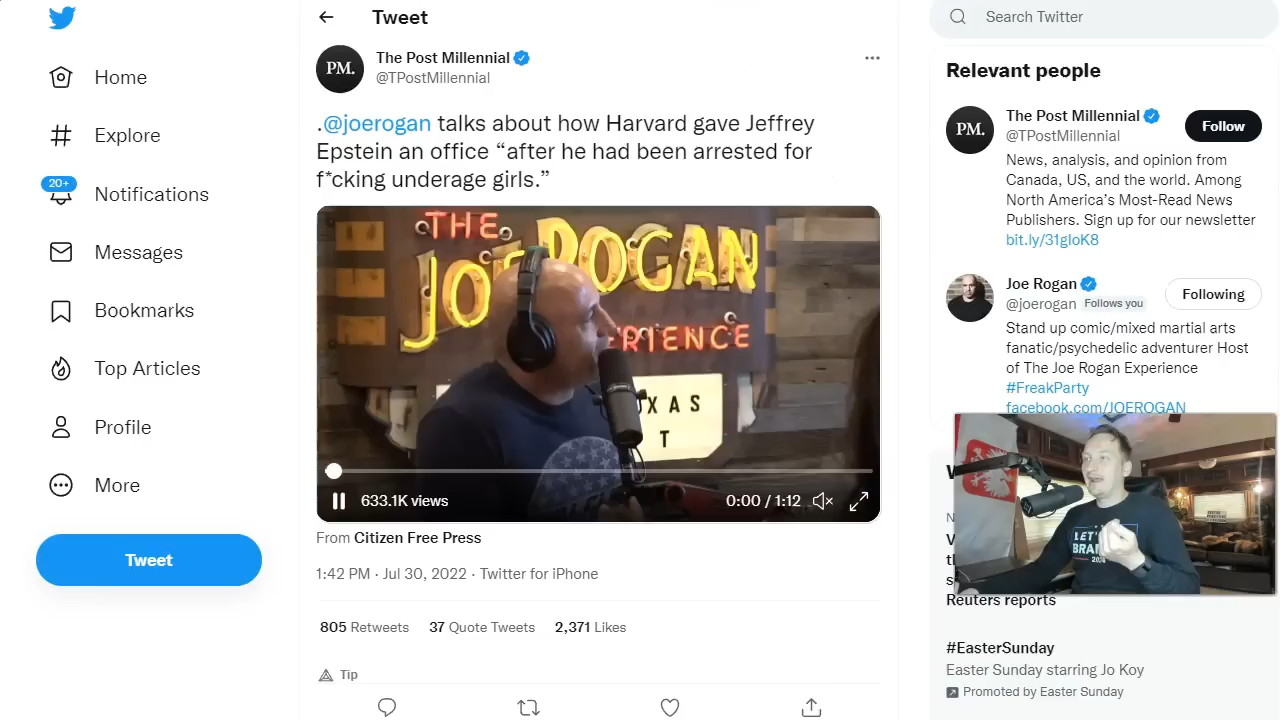 Home
Explore
20+
Notifications
Messages
Bookmarks
Top Articles
Profile
More
Tweet
Tweet
PM.
The Post Millennial
@TPostMillennial
.@joerogan talks about how Harvard gave Jeffrey
Epstein an office “after he had been arrested for
f*cking underage girls.”
THE
JOE ROGAN
RIENCE
XAS
T
633.1K views
0:00 / 1:12
From Citizen Free Press
1:42 PM · Jul 30, 2022 · Twitter for iPhone
805 Retweets 37 Quote Tweets 2,371 Likes
Tip
Search Twitter
Relevant people
PM.
The Post Millennial
@TPostMillennial
Follow
News, analysis, and opinion from
Canada, US, and the world. Among
North America's Most-Read News
Publishers. Sign up for our newsletter
bit.ly/31gIoK8
Joe Rogan
@joerogan Follows you
Following
Stand up comic/mixed martial arts
fanatic/psychedelic adventurer Host
of The Joe Rogan Experience
#FreakParty
facebook.com/JOEROGAN
LET'S
BRA
Reuters reports
#EasterSunday
Easter Sunday starring Jo Koy
Promoted by Easter Sunday